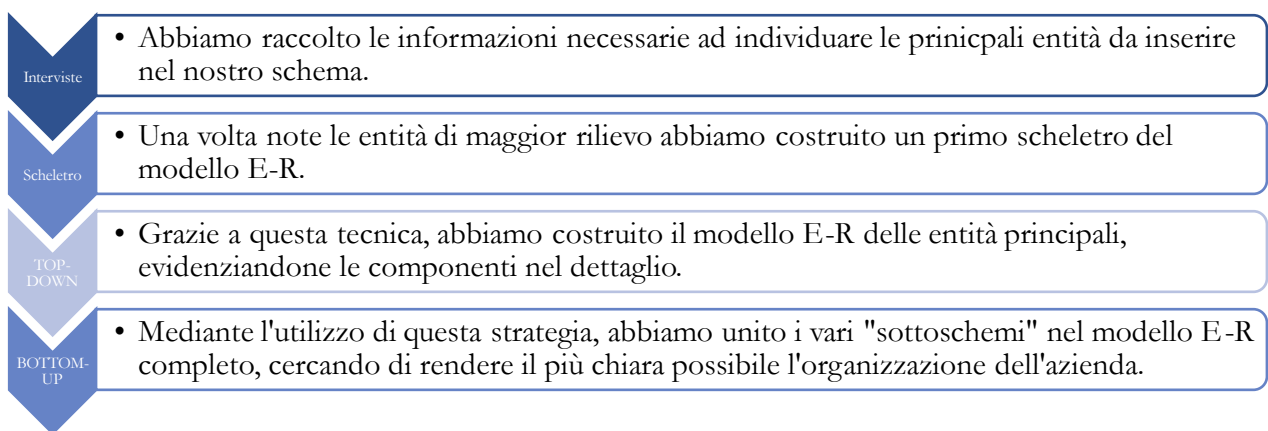 Interviste
• Abbiamo raccolto le informazioni necessarie ad individuare le prinicpali entità da inserire
nel nostro schema.
Scheletro
• Una volta note le entità di maggior rilievo abbiamo costruito un primo scheletro del
modello E-R.
TOP-
DOWN
• Grazie a questa tecnica, abbiamo costruito il modello E-R delle entità principali,
evidenziandone le componenti nel dettaglio.
BOTTOM-
UP
• Mediante l'utilizzo di questa strategia, abbiamo unito i vari "sottoschemi" nel modello E-R
completo, cercando di rendere il più chiara possibile l'organizzazione dell'azienda.